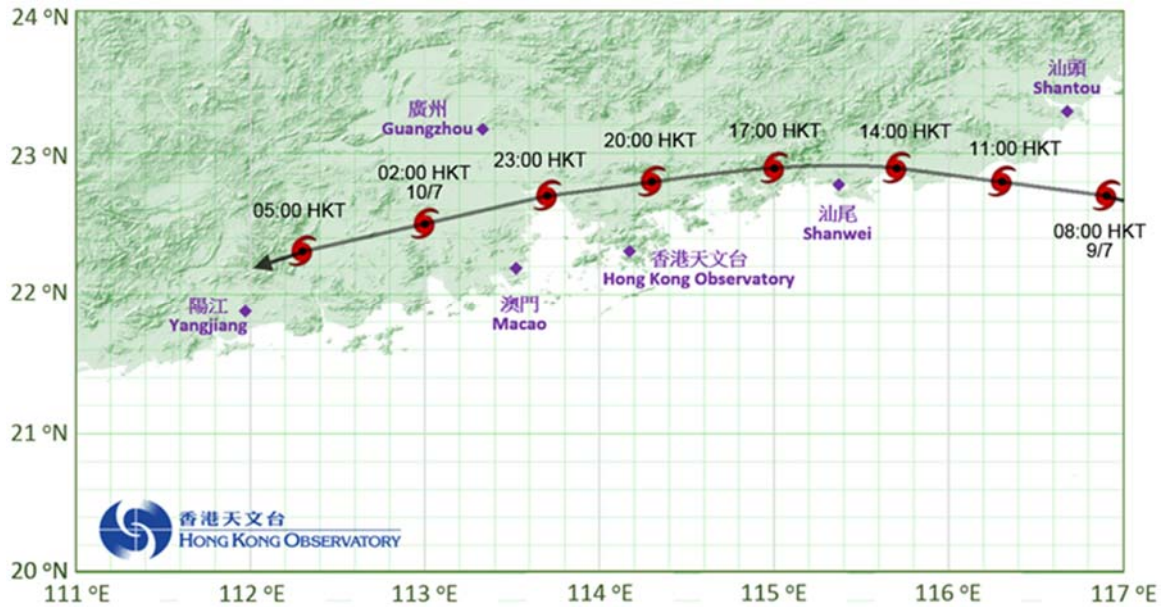 24 °N
汕頭
Shantou
廣州
Guangzhou
20:00 HKT
17:00 HKT
14:00 HKT
11:00 HKT
23 °N
23:00 HKT
02:00 HKT
10/7
05:00 HKT
08:00 HKT
9/7
汕尾
Shanwei
香港天文台
Hong Kong Observatory
22 °N
陽江
Yangjiang
澳門
Macao
21 °N
香港天文台
HONG KONG OBSERVATORY
20 °N
111 °E
112 °E
113 °E
114 °E
115 °E
116 °E
117 °E